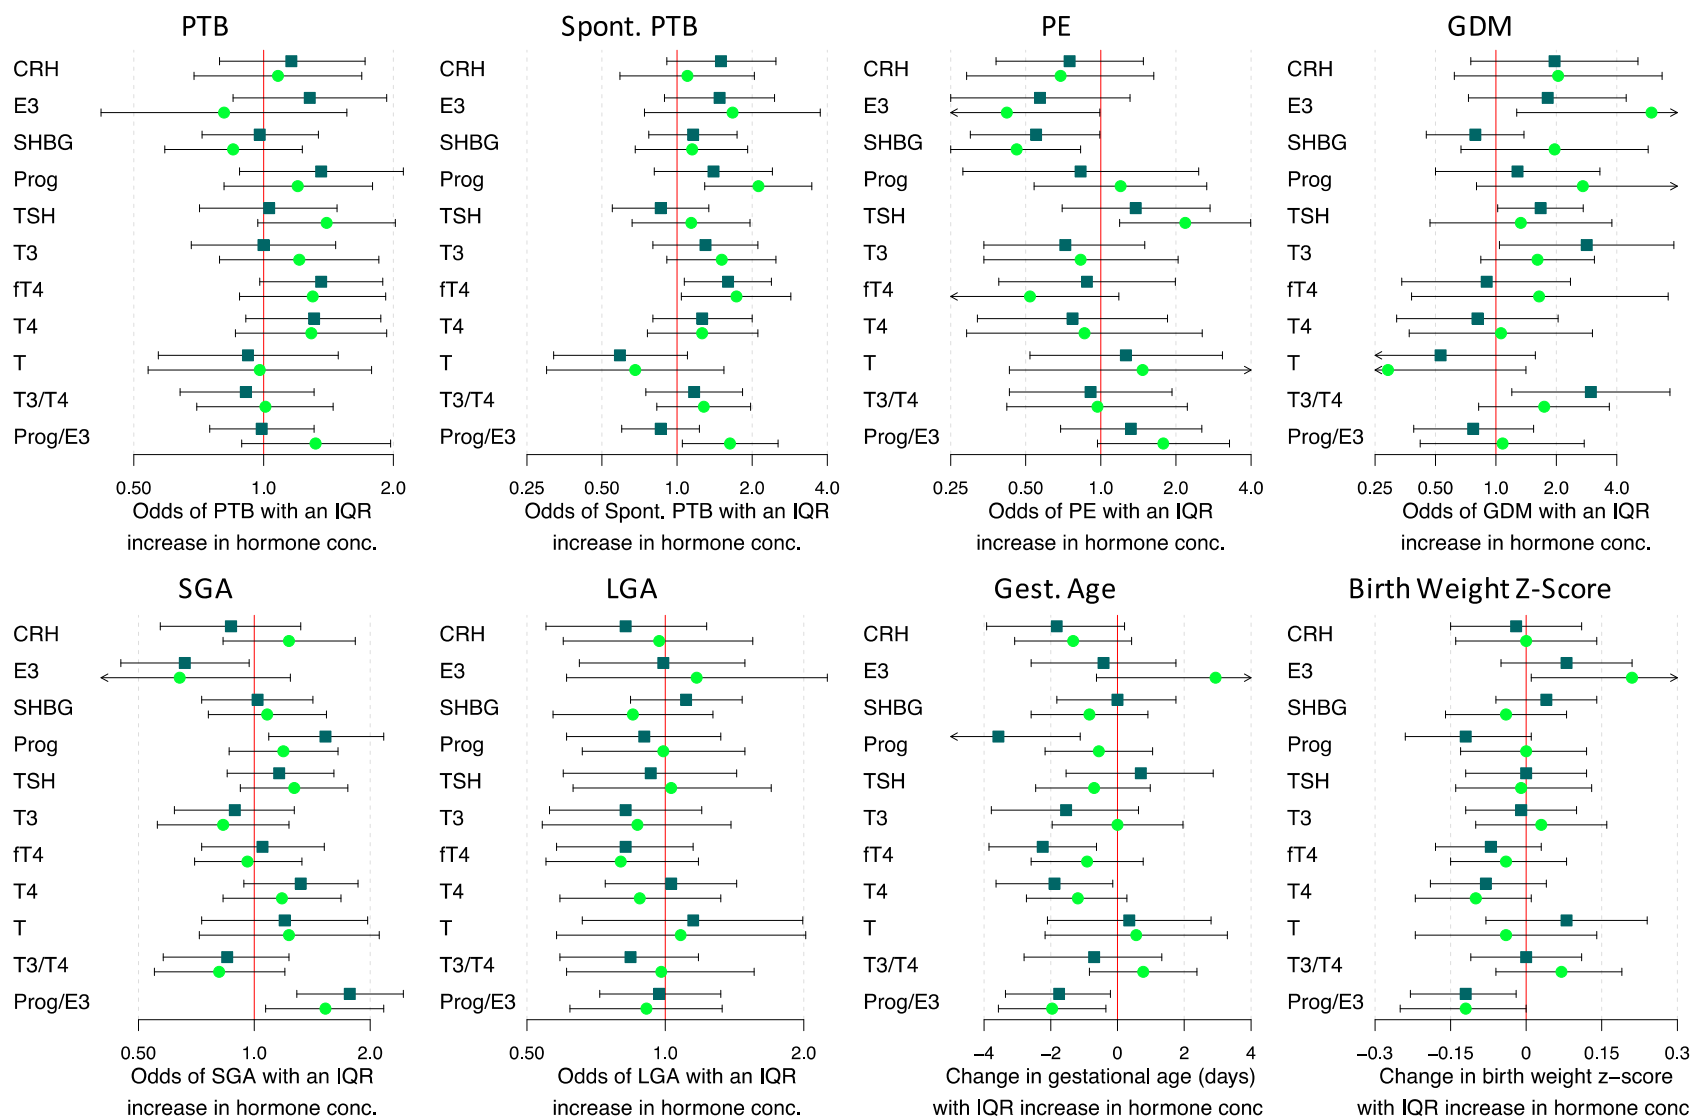 PTB
CRH
E3
SHBG
Prog
TSH
T3
fT4
T4
T
T3/T4
Prog/E3
0.50 1.0 2.0
Odds of PTB with an IQR
increase in hormone conc.
Spont. PTB
CRH
E3
SHBG
Prog
TSH
T3
fT4
T4
T
T3/T4
Prog/E3
0.25 0.50 1.0 2.0 4.0
Odds of Spont. PTB with an IQR
increase in hormone conc.
PE
CRH
E3
SHBG
Prog
TSH
T3
fT4
T4
T
T3/T4
Prog/E3
0.25 0.50 1.0 2.0 4.0
Odds of PE with an IQR
increase in hormone conc.
GDM
CRH
E3
SHBG
Prog
TSH
T3
fT4
T4
T
T3/T4
Prog/E3
0.25 0.50 1.0 2.0 4.0
Odds of GDM with an IQR
increase in hormone conc.
SGA
CRH
E3
SHBG
Prog
TSH
T3
fT4
T4
T
T3/T4
Prog/E3
0.50 1.0 2.0
Odds of SGA with an IQR
increase in hormone conc.
LGA
CRH
E3
SHBG
Prog
TSH
T3
fT4
T4
T
T3/T4
Prog/E3
0.50 1.0 2.0
Odds of LGA with an IQR
increase in hormone conc.
Gest. Age
CRH
E3
SHBG
Prog
TSH
T3
fT4
T4
T
T3/T4
Prog/E3
−4 −2 0 2 4
Change in gestational age (days)
with IQR increase in hormone conc
Birth Weight Z-Score
CRH
E3
SHBG
Prog
TSH
T3
fT4
T4
T
T3/T4
Prog/E3
−0.3 −0.15 0 0.15 0.3
Change in birth weight z−score
with IQR increase in hormone conc.